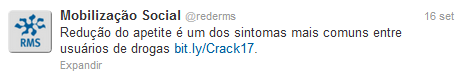 Mobilização Social @rederms 16 set
Redução do apetite é um dos sintomas mais comuns entre
usuários de drogas bit.ly/Crack17.
Expandir
RMS